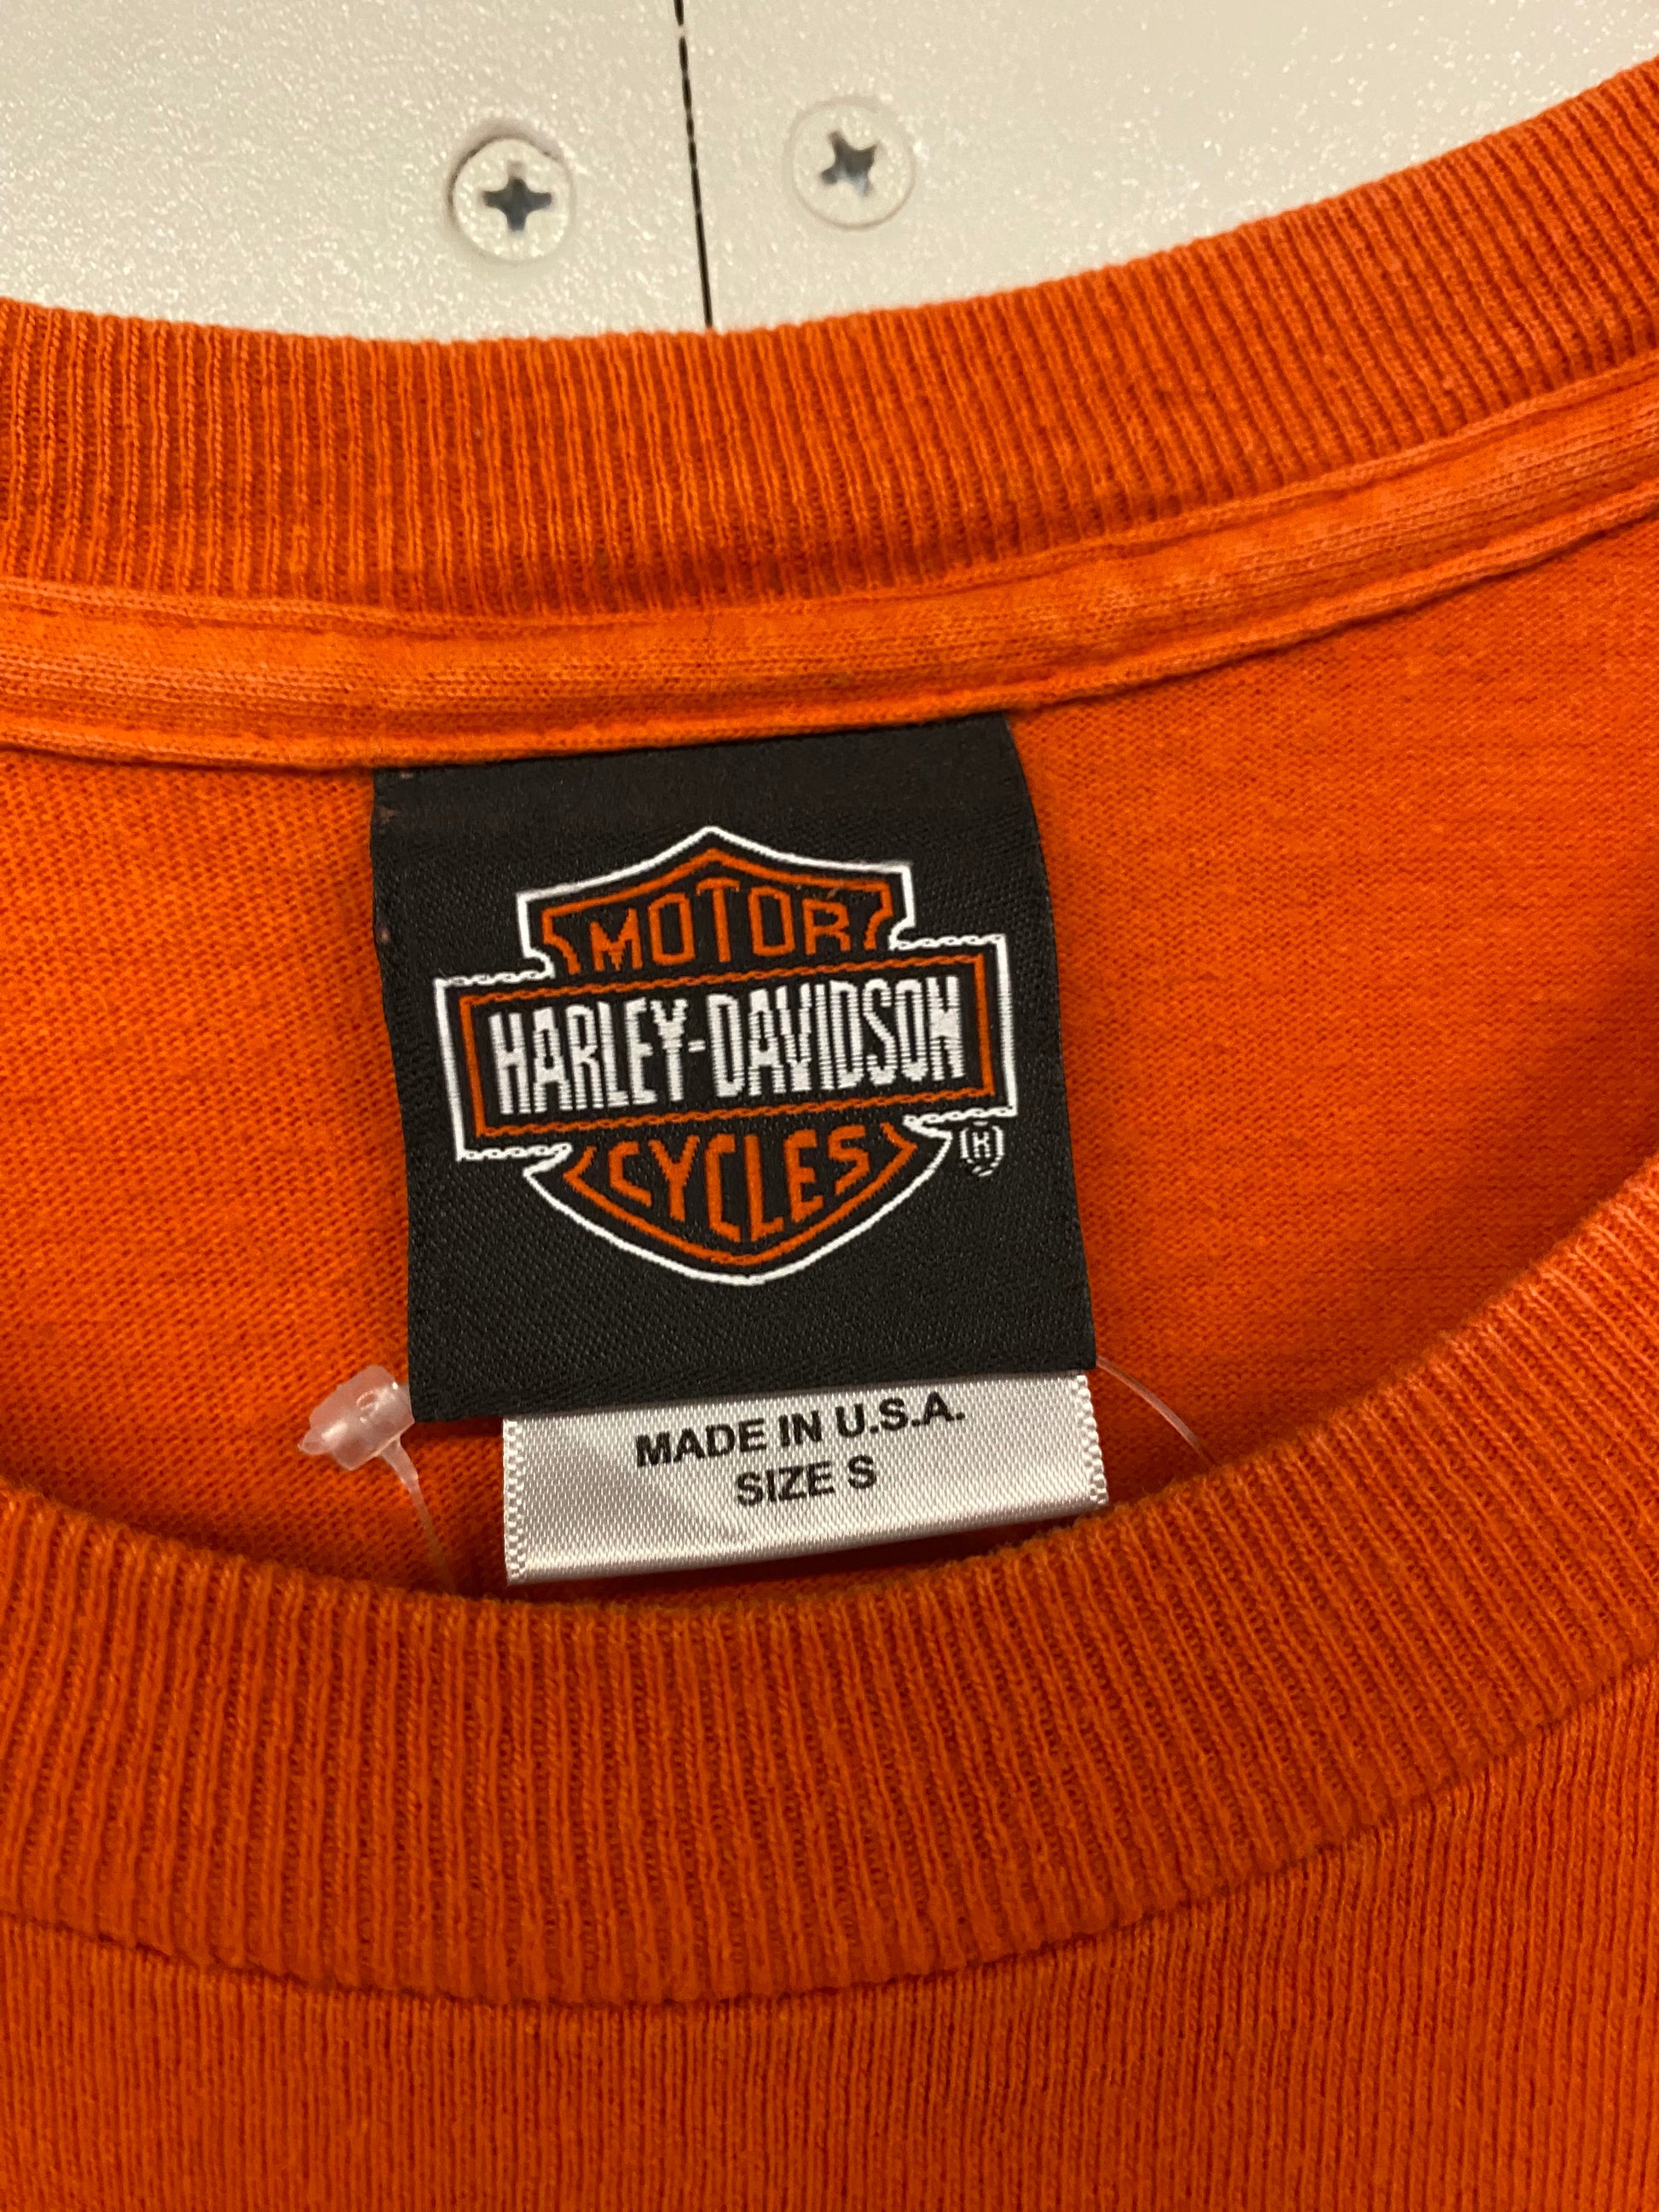 MOTOR
HARLEY-DAVIDSON
CYCLES
®
MADE IN U.S.A.
SIZE S